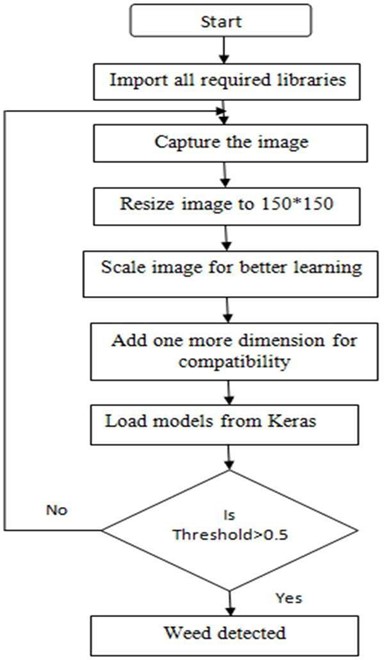 Start
Import all required libraries
Capture the image
Resize image to 150*150
Scale image for better learning
Add one more dimension for
compatibility
Load models from Keras
Is
Threshold>0.5
No
Yes
Weed detected